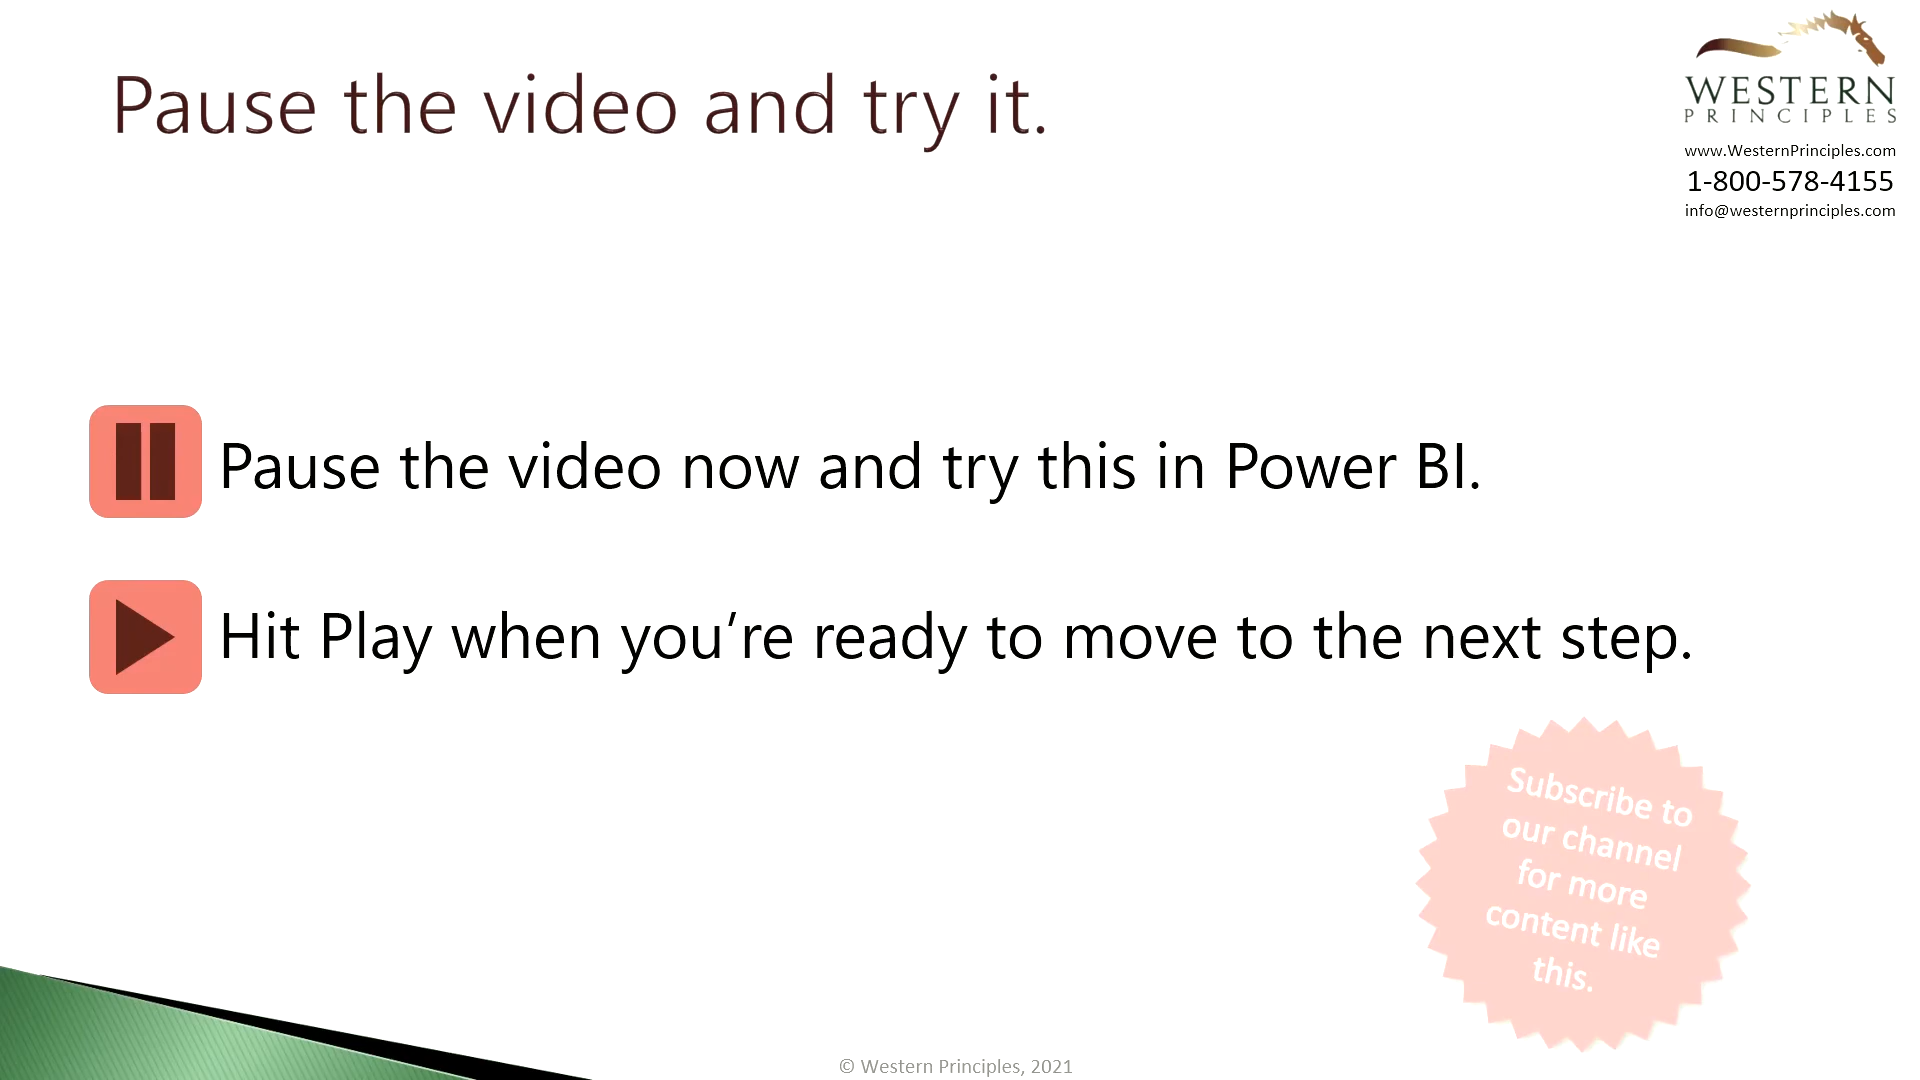 Pause the video and try it.
WESTERN
PRINCIPLES
www.WesternPrinciples.com
1-800-578-4155
info@westernprinciples.com
Pause the video now and try this in Power BI.
Hit Play when you’re ready to move to the next step.
Subscribe to
our channel
for more
content like
this.
© Western Principles, 2021